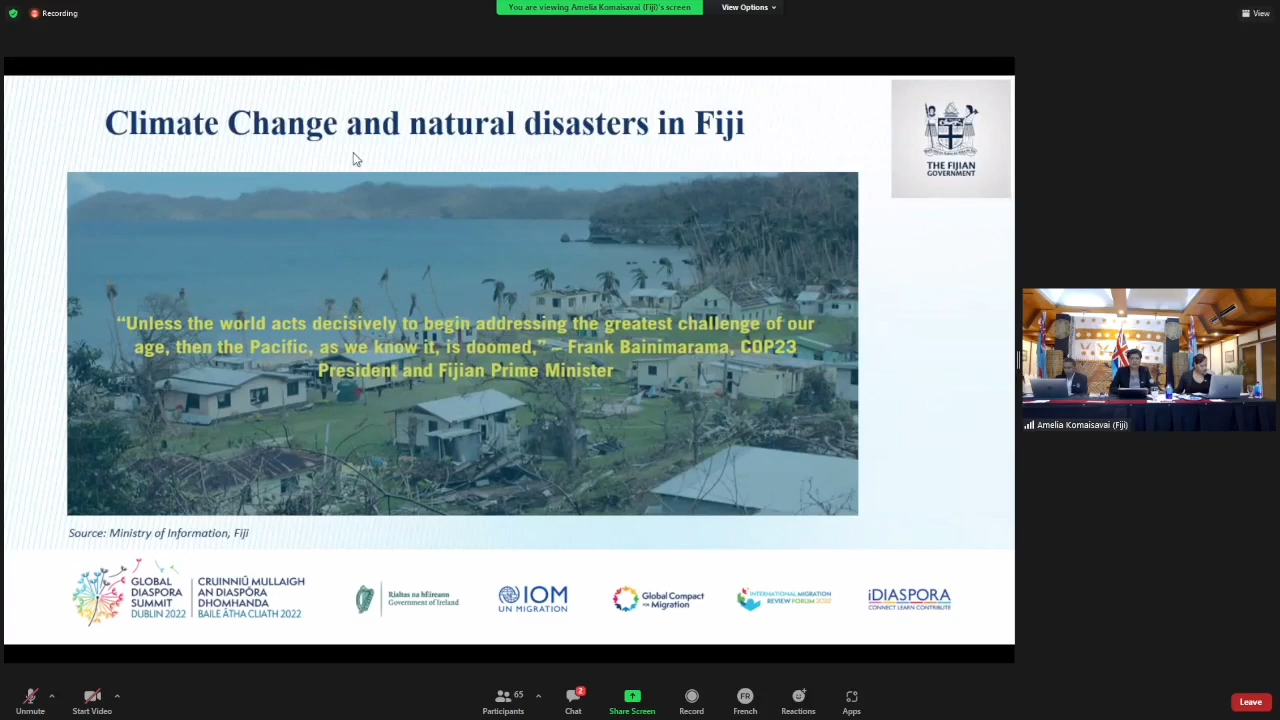 Recording
You are viewing Amelia Komaisavai (Fiji)'s screen
View Options
View
Climate Change and natural disasters in Fiji
THE FIJIAN
GOVERNMENT
“Unless the world acts decisively to begin addressing the greatest challenge of our
age, then the Pacific, as we know it, is doomed,” – Frank Bainimarama, COP23
President and Fijian Prime Minister
Amelia Komaisavai (Fiji)
Source: Ministry of Information, Fiji
GLOBAL
DIASPORA
SUMMIT
DUBLIN 2022
CRUINNIÚ MULLAIGH
AN DIASPÓRA
DHOMHANDA
BAILE ÁTHA CLIATH 2022
Rialtas na hÉireann
Government of Ireland
IOM
UN MIGRATION
Global Compact
FOR Migration
INTERNATIONAL MIGRATION
REVIEW FORUM 2022
iDIASPORA
CONNECT LEARN CONTRIBUTE
Unmute
Start Video
65
Participants
2
Chat
Share Screen
Record
FR
French
Reactions
Apps
Leave